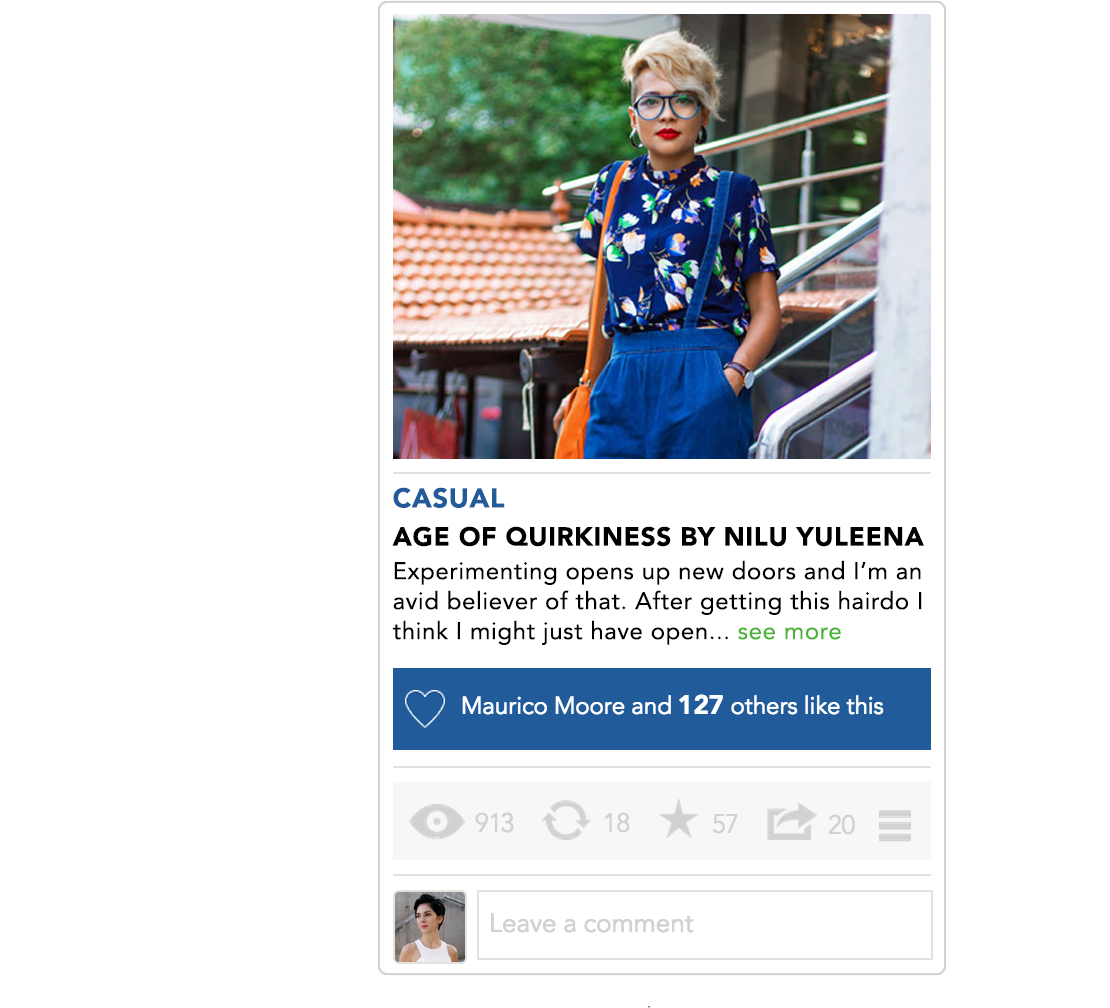 CASUAL
AGE OF QUIRKINESS BY NILU YULEENA
Experimenting opens up new doors and I’m an
avid believer of that. After getting this hairdo I
think I might just have open... see more
Maurico Moore and 127 others like this
913 18 57 20
Leave a comment